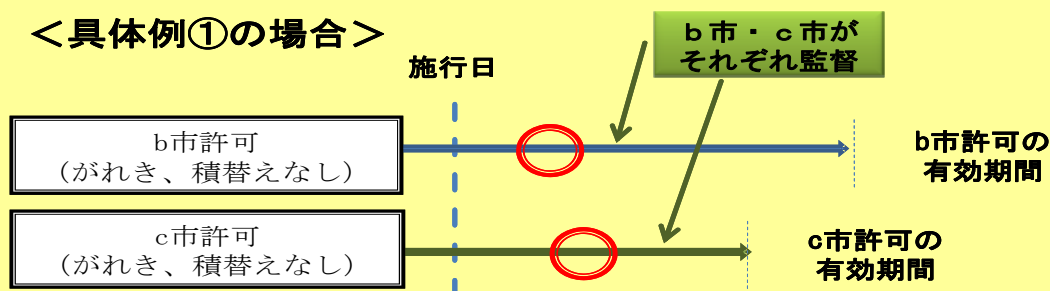 ＜具体例①の場合＞
施行日
ｂ市・ｃ市が
それぞれ監督
b市許可
（がれき、積替えなし）
b市許可の
有効期間
c市許可
（がれき、積替えなし）
c市許可の
有効期間